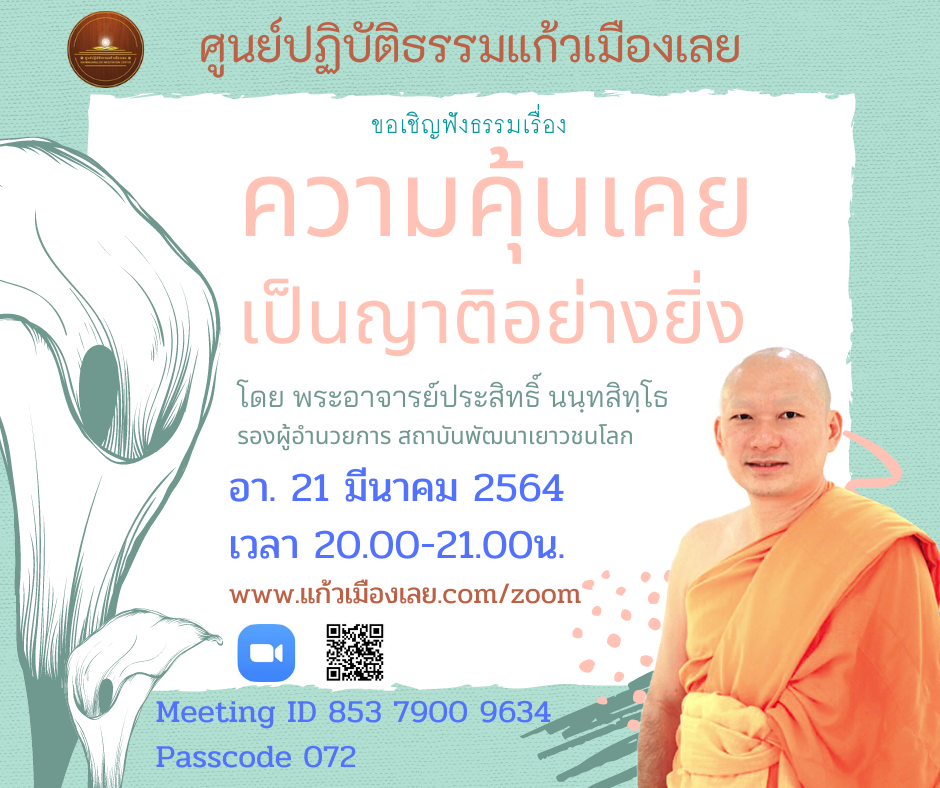 ศูนย์ปฏิบัติธรรมแก้วเมืองเลย
ขอเชิญฟังธรรมเรื่อง
ความคุ้นเคย
เป็นญาติอย่างยิ่ง
โดย พระอาจารย์ประสิทธิ์ นนฺทสิทฺโธ
รองผู้อำนวยการ สถาบันพัฒนาเยาวชนโลก
อา. 21 มีนาคม 2564
เวลา 20.00-21.00น.
www.แก้วเมืองเลย.com/zoom
Meeting ID 853 7900 9634
Passcode 072